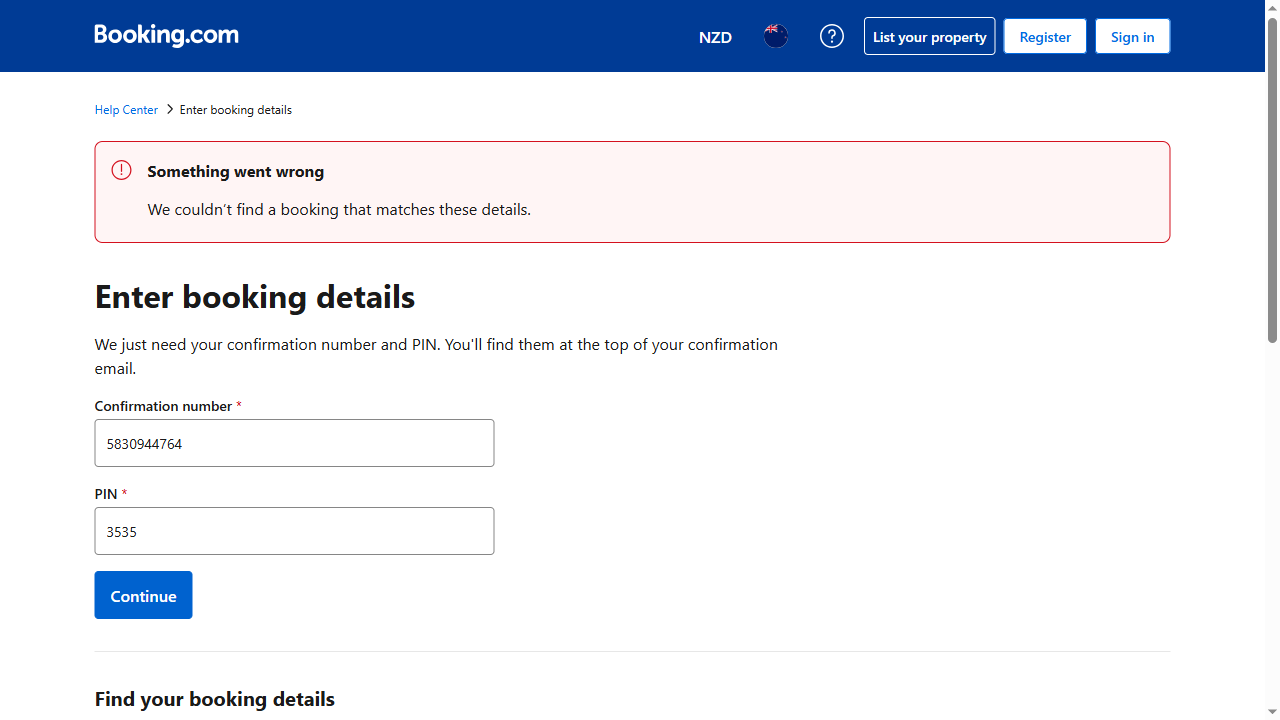 Booking.com
NZD
List your property
Register
Sign in
Help Center
Enter booking details
Something went wrong
We couldn't find a booking that matches these details.
Enter booking details
We just need your confirmation number and PIN. You'll find them at the top of your confirmation
email.
Confirmation number *
5830944764
PIN *
3535
Continue
Find your booking details